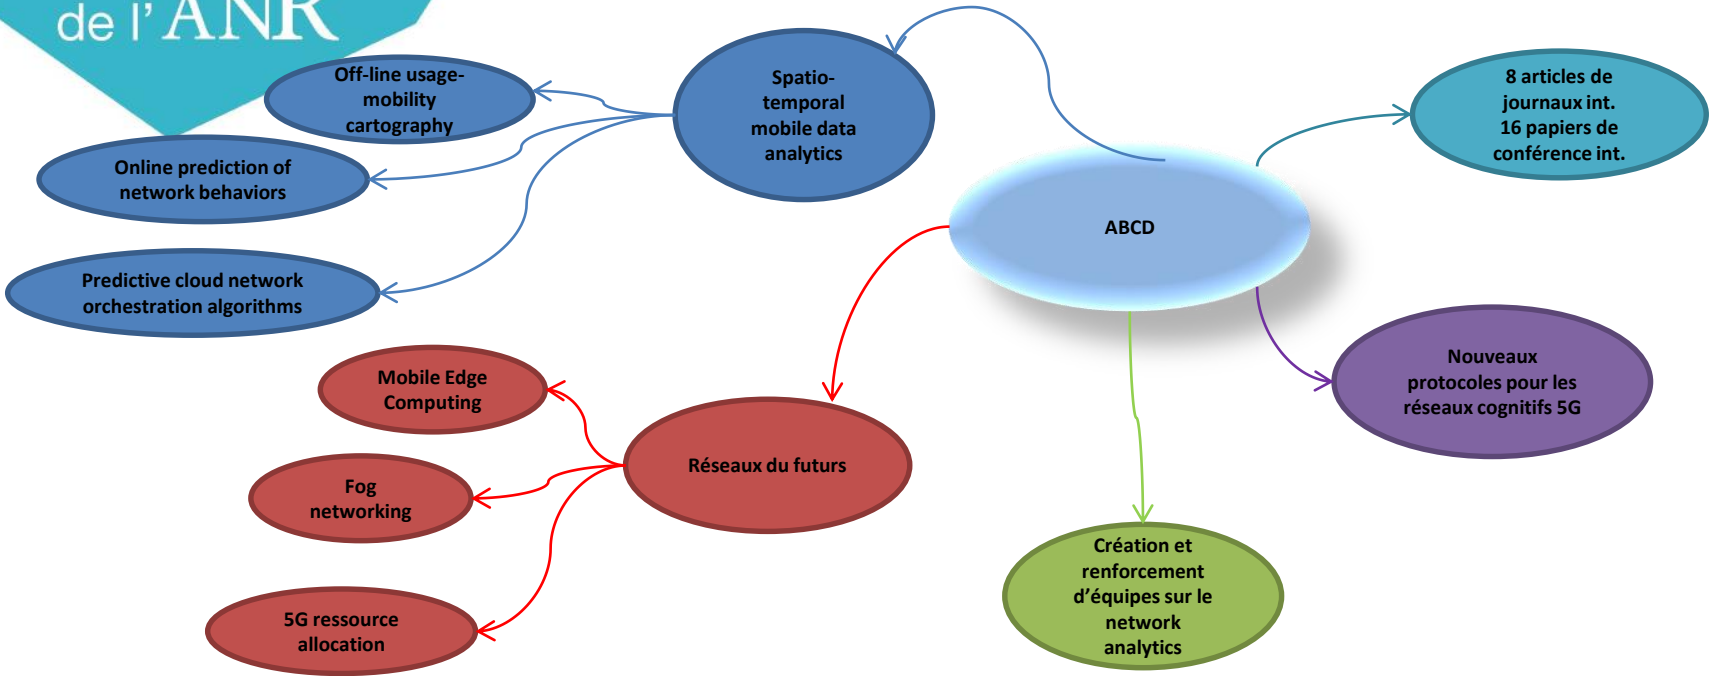 de l'ANR
Off-line usage-
mobility
cartography
Online prediction of
network behaviors
Predictive cloud network
orchestration algorithms
Spatio-
temporal
mobile data
analytics
8 articles de
journaux int.
16 papiers de
conférence int.
ABCD
Nouveaux
protocoles pour les
réseaux cognitifs 5G
Mobile Edge
Computing
Fog
networking
5G ressource
allocation
Réseaux du futurs
Création et
renforcement
d'équipes sur le
network
analytics